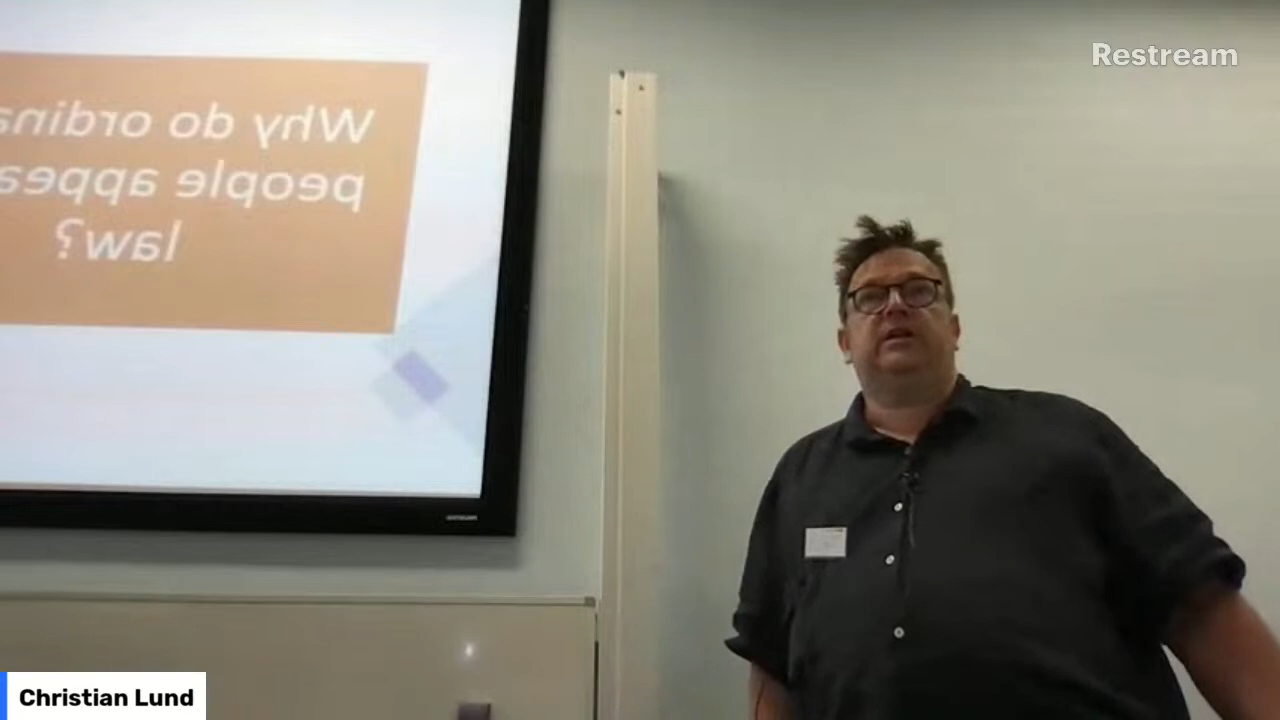 Restream
Why do ordina
people appea
law?
Christian Lund